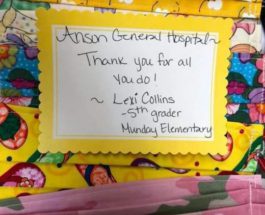 Anson General Hospital~
Thank you for all
you do!
~ Lexi Collins
-5th grader
Munday Elementary